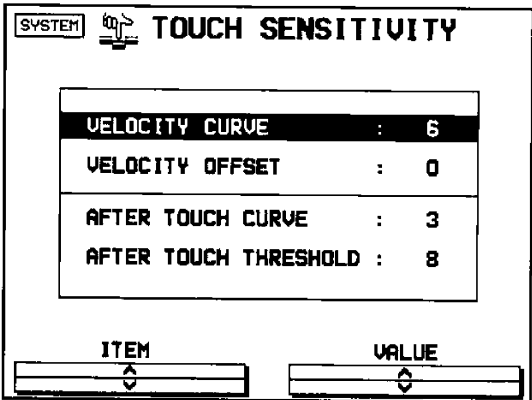 SYSTEM TOUCH SENSITIVITY
VELOCITY CURVE : 6
VELOCITY OFFSET : 0
AFTER TOUCH CURVE : 3
AFTER TOUCH THRESHOLD : 8
ITEM VALUE